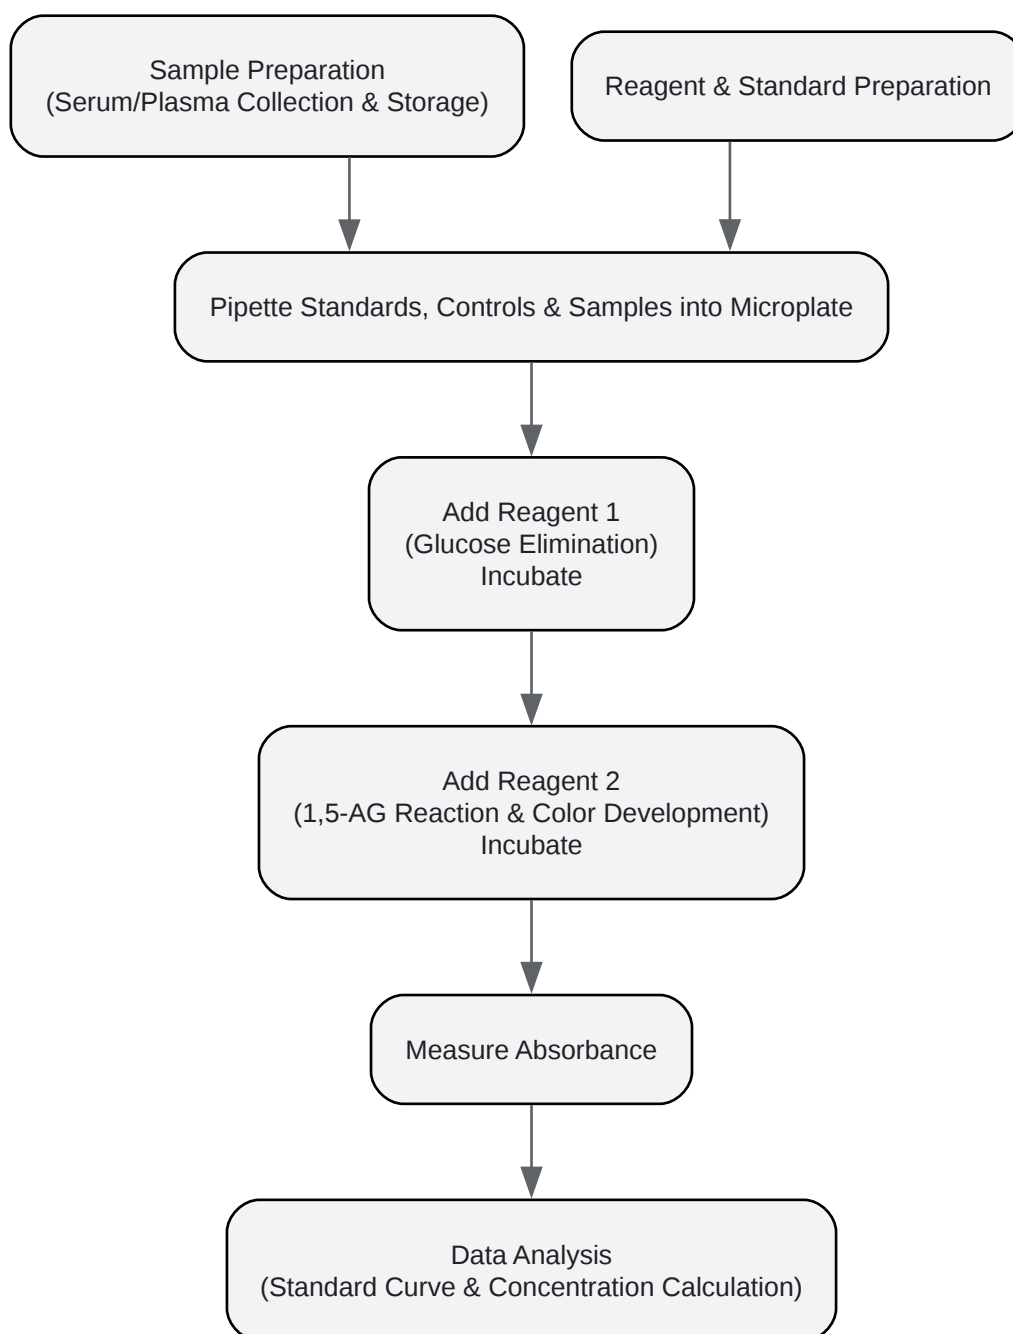 Sample Preparation
(Serum/Plasma Collection & Storage)
Reagent & Standard Preparation
Pipette Standards, Controls & Samples into Microplate
Add Reagent 1
(Glucose Elimination)
Incubate
Add Reagent 2
(1,5-AG Reaction & Color Development)
Incubate
Measure Absorbance
Data Analysis
(Standard Curve & Concentration Calculation)